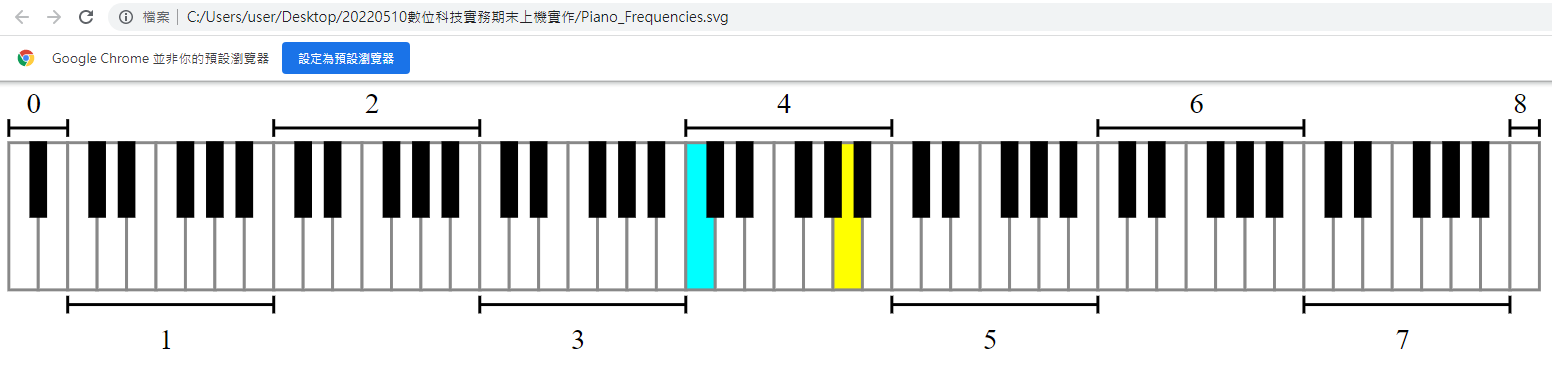 檔案 C:/Users/user/Desktop/20220510數位科技實務期末上機實作/Piano_Frequencies.svg
Google Chrome 並非你的預設瀏覽器 設定為預設瀏覽器
0 2 4 6 8
1 3 5 7